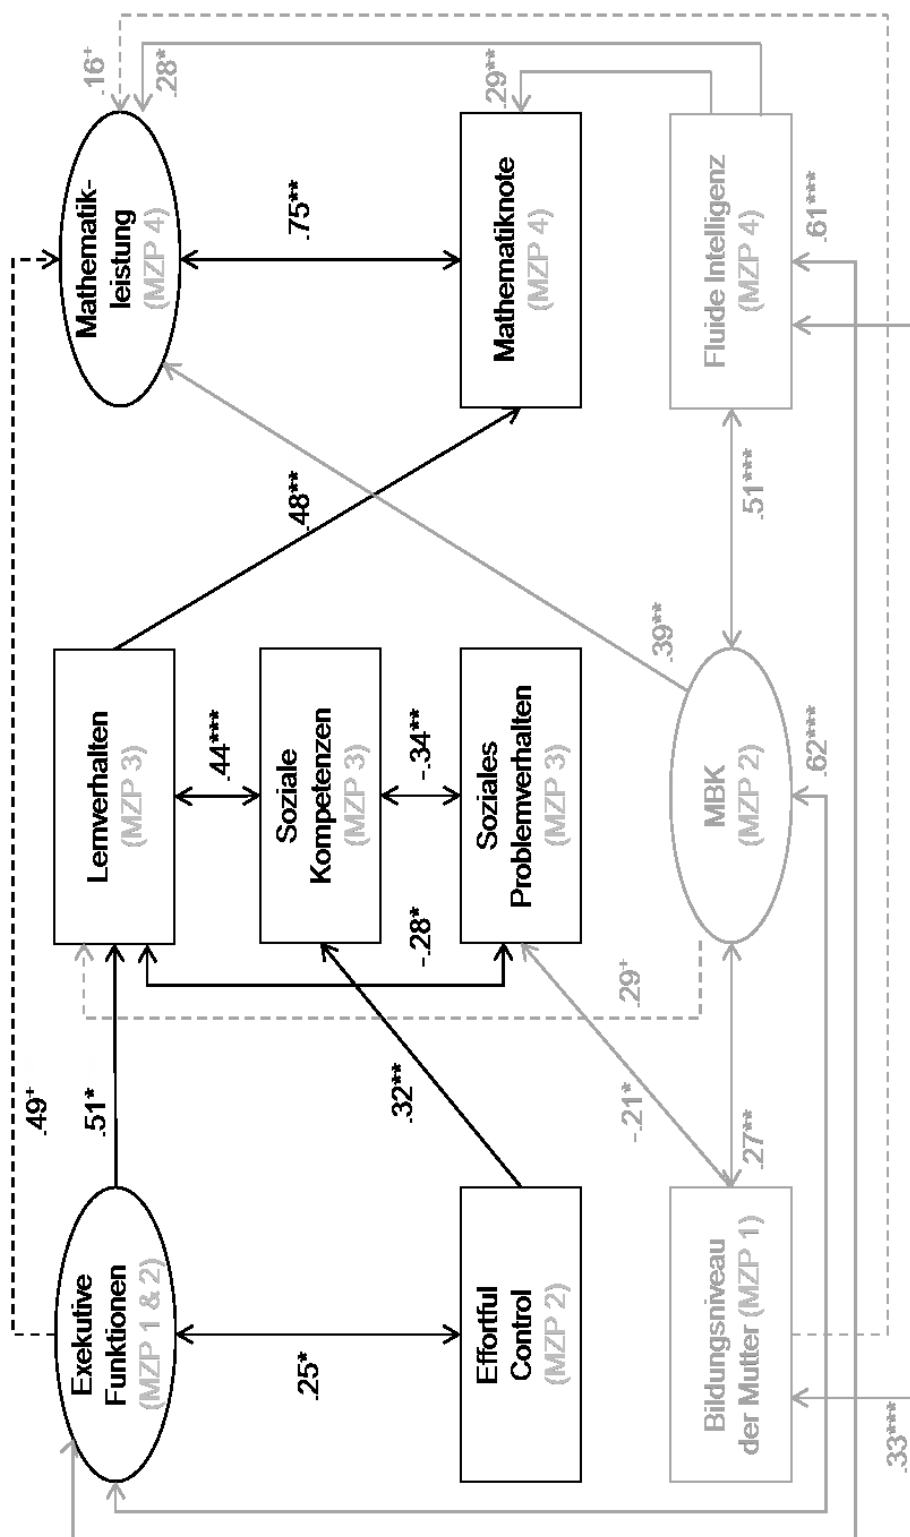 .49⁺
Exekutive
Funktionen
(MZP 1 & 2)
.51*
Lernverhalten
(MZP 3)
.16⁺
.28*
Mathematik-
leistung
(MZP 4)
.25*
.44***
.48**
.75**
Soziale
Kompetenzen
(MZP 3)
.32**
-.28*
-.34**
.29**
Effortful
Control
(MZP 2)
Soziales
Problemverhalten
(MZP 3)
Mathematiknote
(MZP 4)
-.21*
.29⁺
.39**
Bildungsniveau
der Mutter (MZP 1)
.27**
MBK
(MZP 2)
.51***
Fluide Intelligenz
(MZP 4)
.62***
.61***
.33***